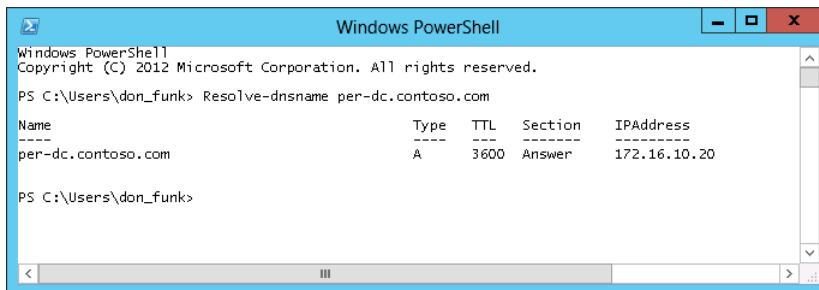 Windows PowerShell
Windows PowerShell
Copyright (C) 2012 Microsoft Corporation. All rights reserved.
PS C:\Users\don_funk> Resolve-dnsname per-dc.contoso.com
Name Type TTL Section IPAddress
---- ---- --- ------- ---------
per-dc.contoso.com A 3600 Answer 172.16.10.20
PS C:\Users\don_funk>